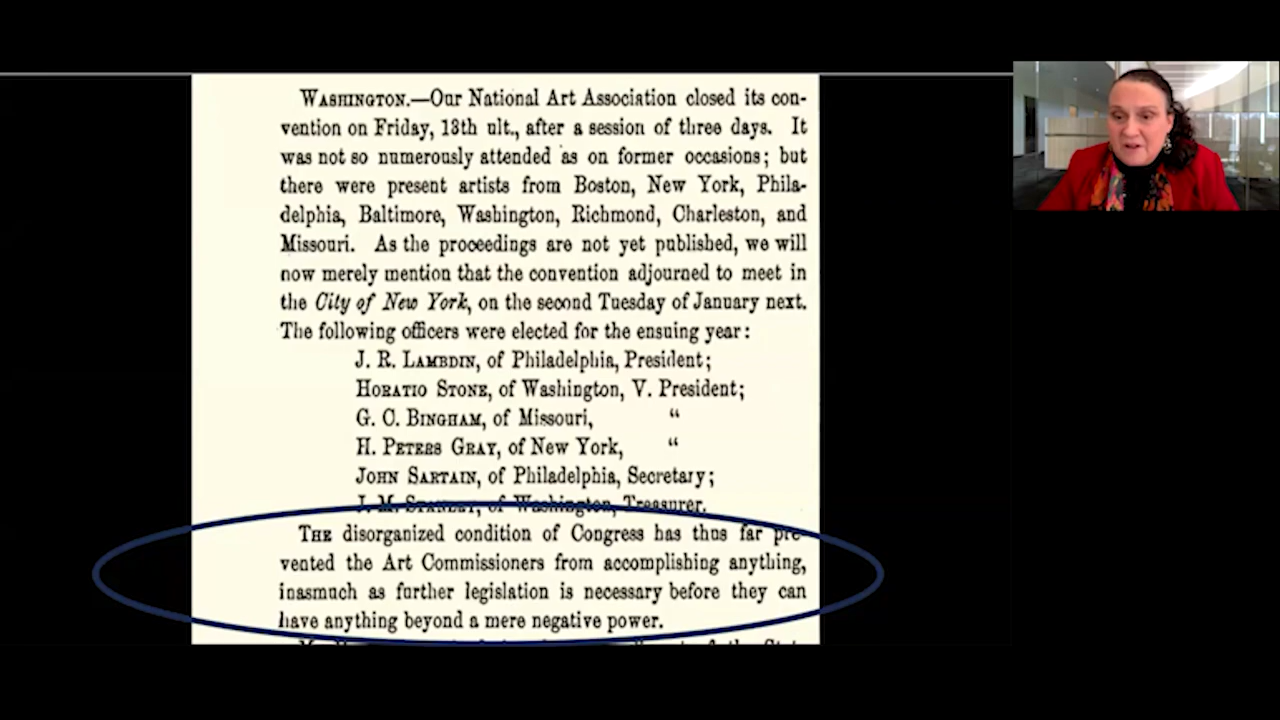 WASHINGTON.—Our National Art Association closed its con-
vention on Friday, 13th ult., after a session of three days. It
was not so numerously attended as on former occasions; but
there were present artists from Boston, New York, Phila-
delphia, Baltimore, Washington, Richmond, Charleston, and
Missouri. As the proceedings are not yet published, we will
now merely mention that the convention adjourned to meet in
the City of New York, on the second Tuesday of January next.
The following officers were elected for the ensuing year:
J. R. LAMBDIN, of Philadelphia, President;
HORATIO STONE, of Washington, V. President;
G. C. BINGHAM, of Missouri, "
H. PETERS GRAY, of New York, "
JOHN SARTAIN, of Philadelphia, Secretary;
J. M. STANLEY, of Washington, Treasurer.
THE disorganized condition of Congress has thus far pre-
vented the Art Commissioners from accomplishing anything,
inasmuch as further legislation is necessary before they can
have anything beyond a mere negative power.